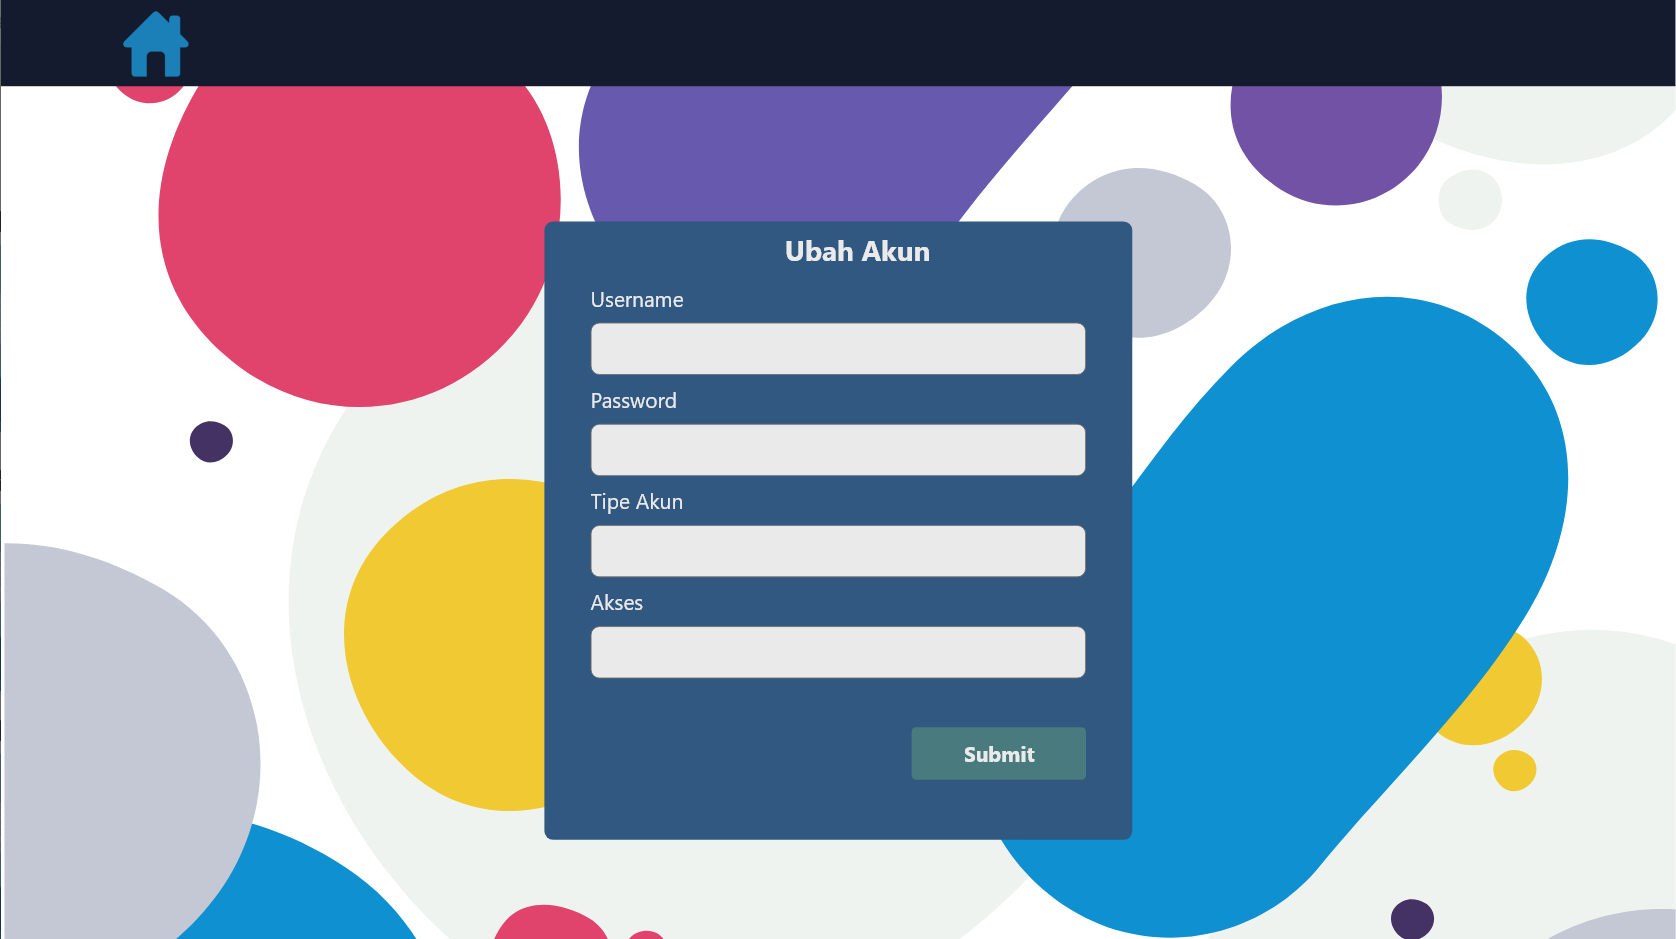 Ubah Akun
Username
Password
Tipe Akun
Akses
Submit